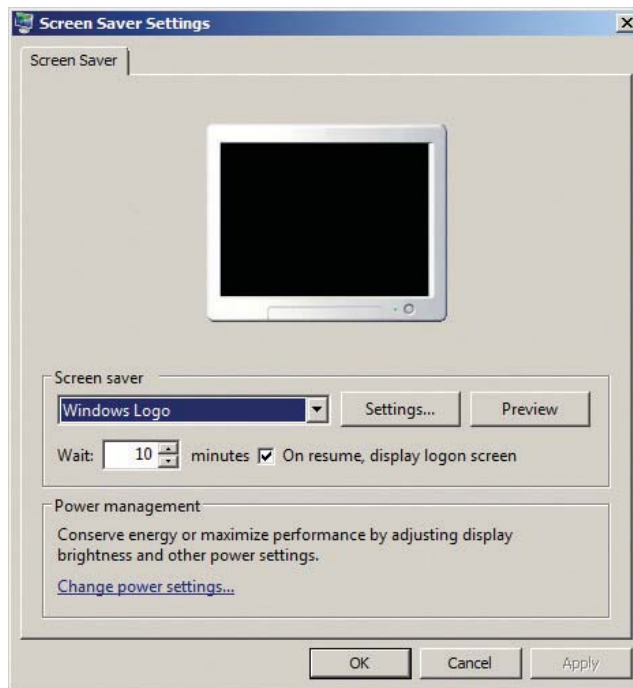 Screen Saver Settings
Screen Saver
Screen saver
Windows Logo
Settings...
Preview
Wait: 10 minutes On resume, display logon screen
Power management
Conserve energy or maximize performance by adjusting display
brightness and other power settings.
Change power settings...
OK
Cancel
Apply